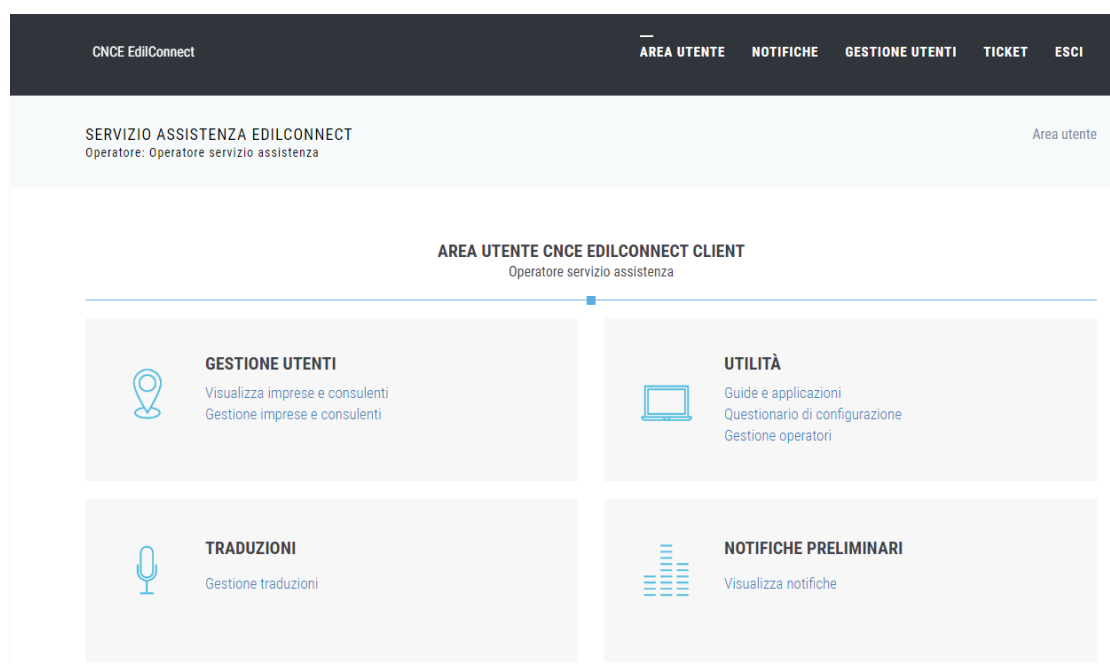 CNCE EdilConnect
AREA UTENTE NOTIFICHE GESTIONE UTENTI TICKET ESCI
SERVIZIO ASSISTENZA EDILCONNECT
Operatore: Operatore servizio assistenza
Area utente
AREA UTENTE CNCE EDILCONNECT CLIENT
Operatore servizio assistenza
GESTIONE UTENTI
Visualizza imprese e consulenti
Gestione imprese e consulenti
UTILITÀ
Guide e applicazioni
Questionario di configurazione
Gestione operatori
TRADUZIONI
Gestione traduzioni
NOTIFICHE PRELIMINARI
Visualizza notifiche